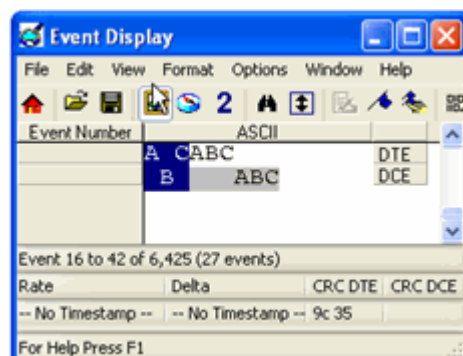 Event Display
File Edit View Format Options Window Help
2
Event Number ASCII
A CABC DTE
B ABC DCE
Event 16 to 42 of 6,425 (27 events)
Rate Delta CRC DTE CRC DCE
-- No Timestamp -- -- No Timestamp -- 9c 35
For Help Press F1